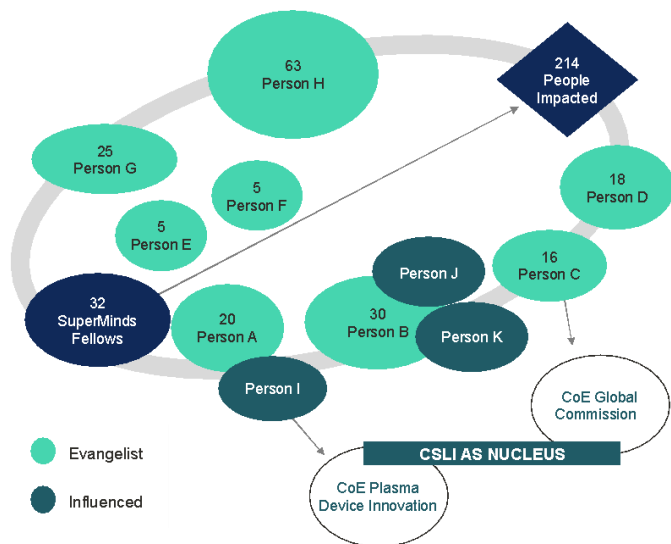 63
Person H
214
People
Impacted
25
Person G
5
Person F
18
Person D
5
Person E
16
Person C
Person J
32
SuperMinds
Fellows
20
Person A
30
Person B
Person K
Person I
CoE Global
Commission
Evangelist
CSLI AS NUCLEUS
CoE Plasma
Device Innovation
Influenced